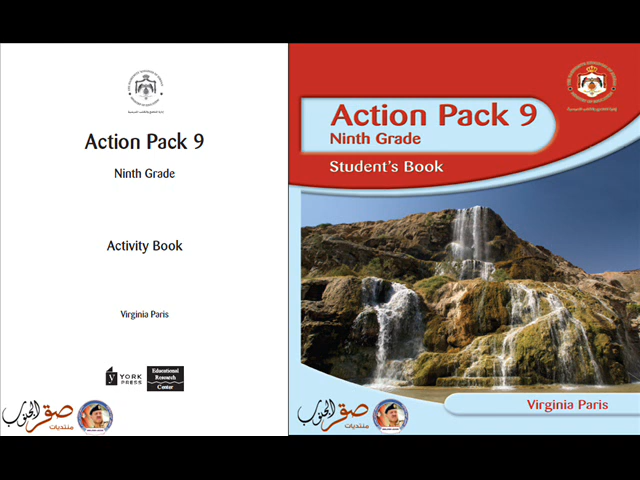 Action Pack 9
Ninth Grade
Activity Book
Virginia Paris
YORK
PRESS
Educational
Research
Center
صقر الجنوب
منتديات
Action Pack 9
Ninth Grade
Student's Book
Virginia Paris
صقر الجنوب
منتديات